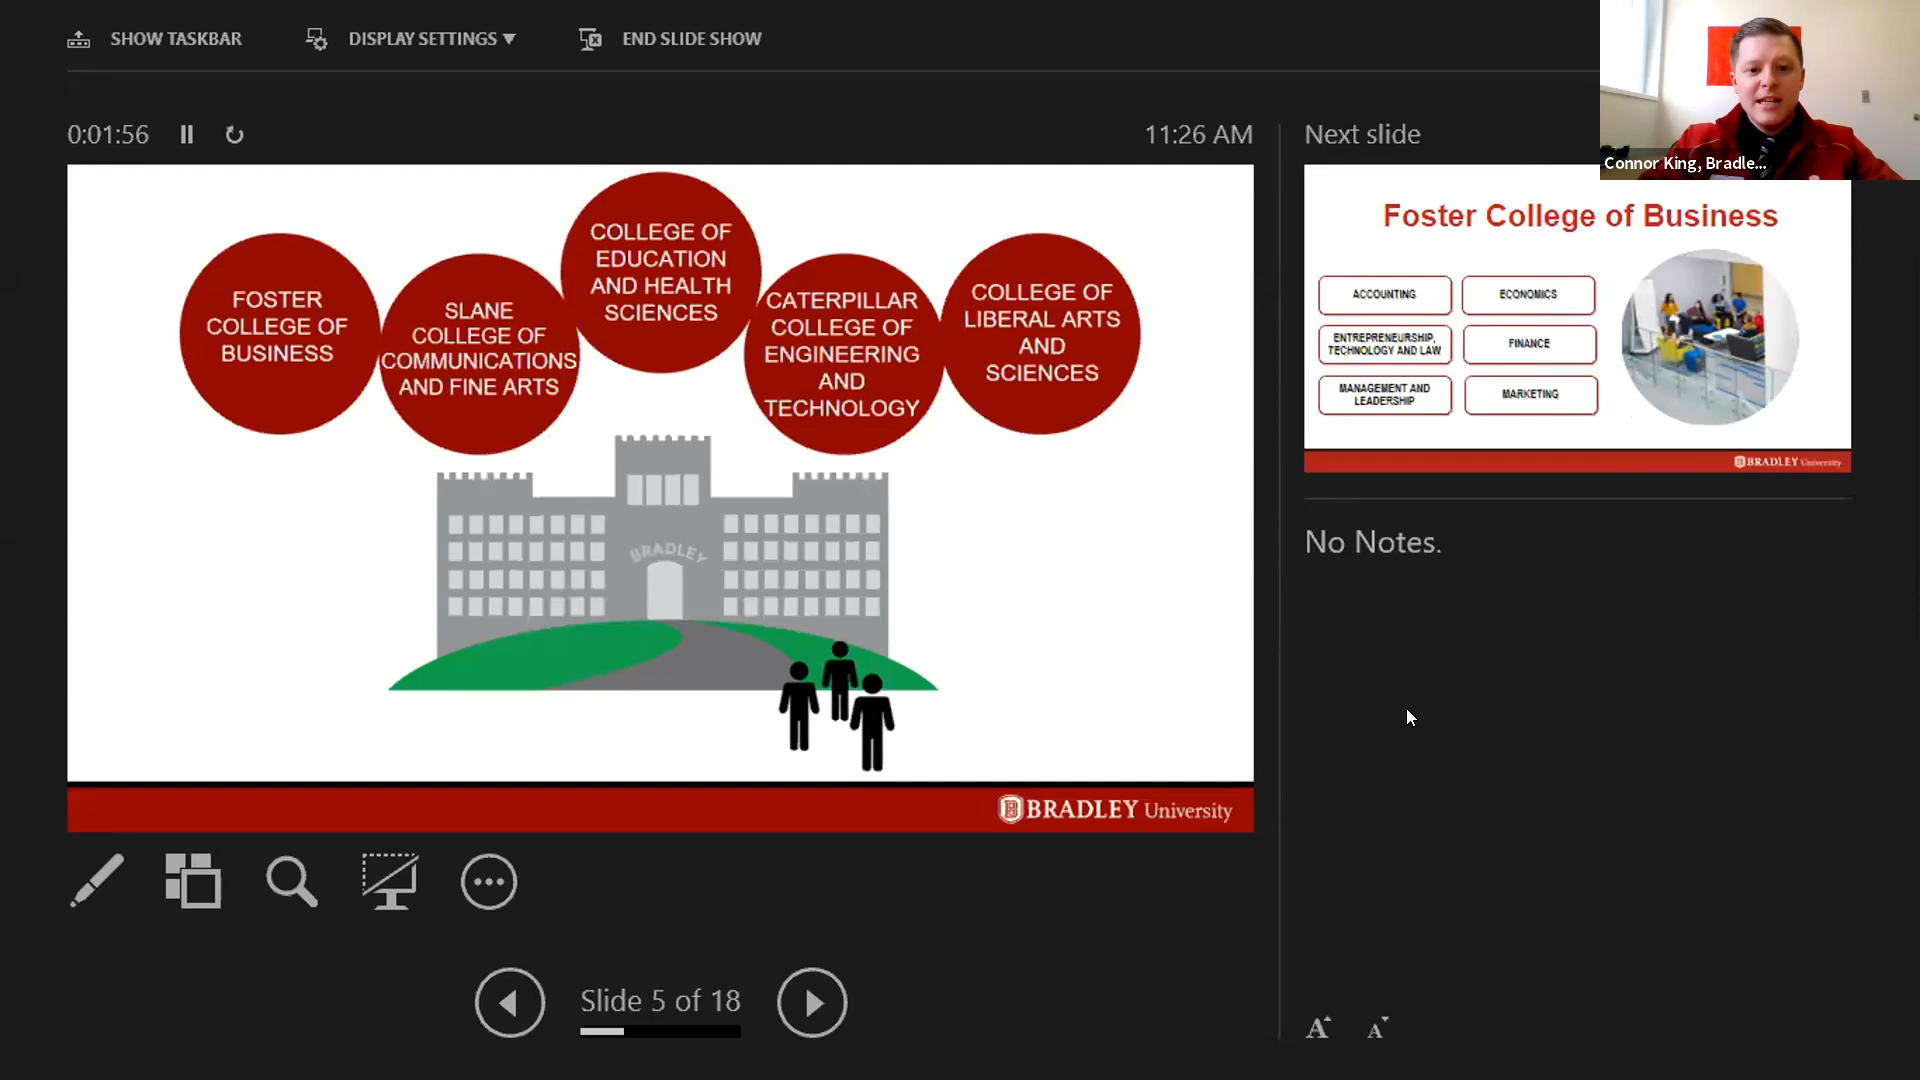 SHOW TASKBAR
DISPLAY SETTINGS
END SLIDE SHOW
Connor King, Bradle...
0:01:56
11:26 AM
Next slide
FOSTER
COLLEGE OF
BUSINESS
SLANE
COLLEGE OF
COMMUNICATIONS
AND FINE ARTS
COLLEGE OF
EDUCATION
AND HEALTH
SCIENCES
CATERPILLAR
COLLEGE OF
ENGINEERING
AND
TECHNOLOGY
COLLEGE OF
LIBERAL ARTS
AND
SCIENCES
BRADLEY
B BRADLEY University
Foster College of Business
ACCOUNTING
ECONOMICS
ENTREPRENEURSHIP,
TECHNOLOGY AND LAW
FINANCE
MANAGEMENT AND
LEADERSHIP
MARKETING
B BRADLEY University
No Notes.
Slide 5 of 18
A A